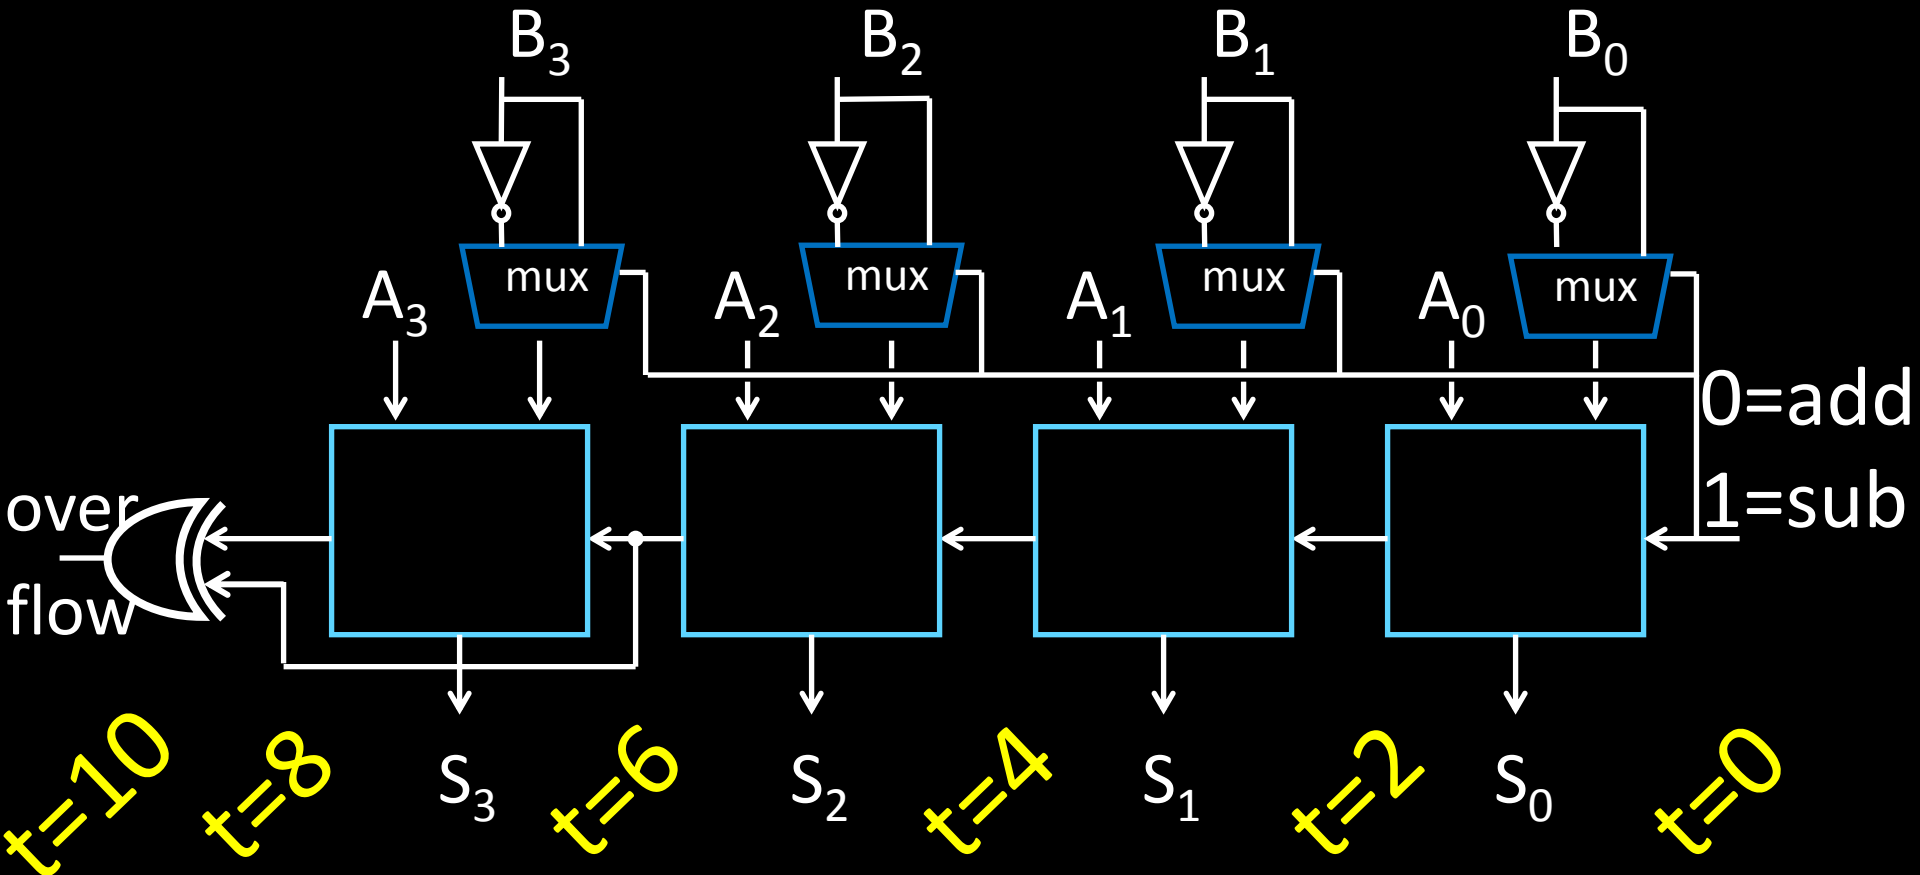 B3 B2 B1 B0
mux mux mux mux
A3 A2 A1 A0
0=add
1=sub
over
flow
S3 S2 S1 S0
t=10 t=8 t=6 t=4 t=2 t=0